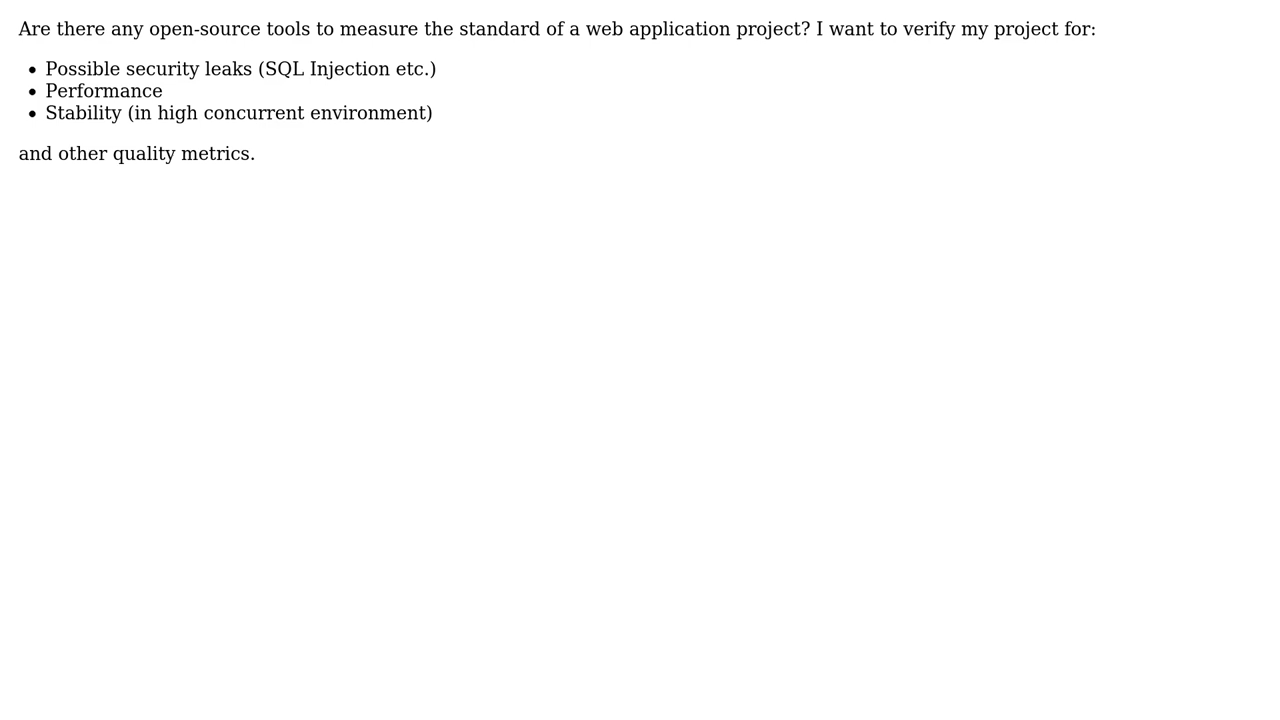 Are there any open-source tools to measure the standard of a web application project? I want to verify my project for:
• Possible security leaks (SQL Injection etc.)
• Performance
• Stability (in high concurrent environment)
and other quality metrics.